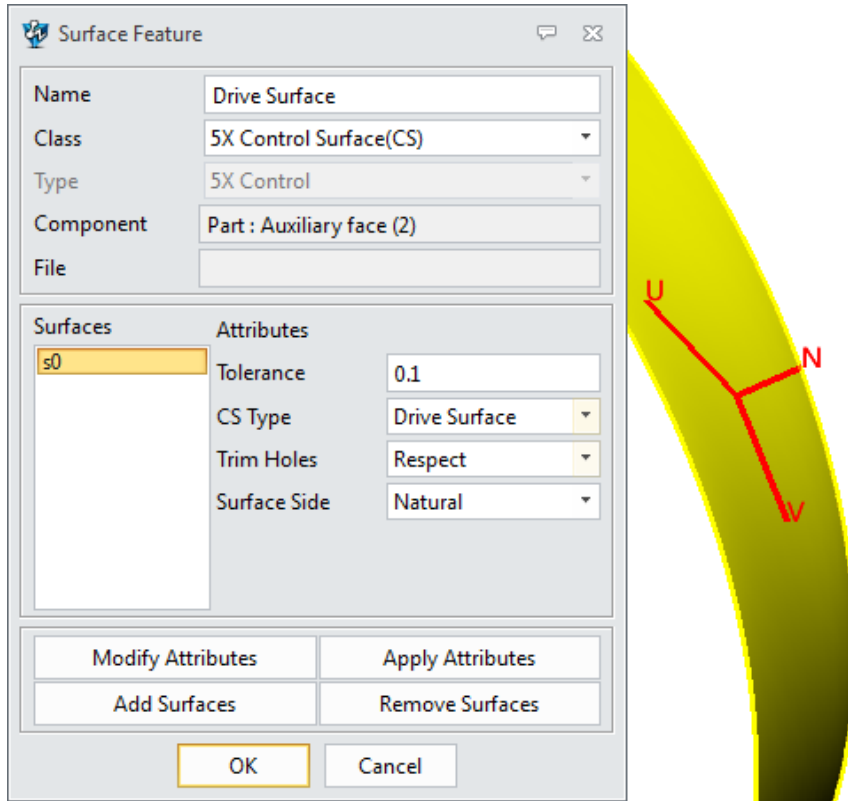 Surface Feature
Name Drive Surface
Class 5X Control Surface(CS)
Type 5X Control
Component Part : Auxiliary face (2)
File
Surfaces Attributes
s0
Tolerance 0.1
CS Type Drive Surface
Trim Holes Respect
Surface Side Natural
Modify Attributes Apply Attributes
Add Surfaces Remove Surfaces
OK Cancel
U
N
V